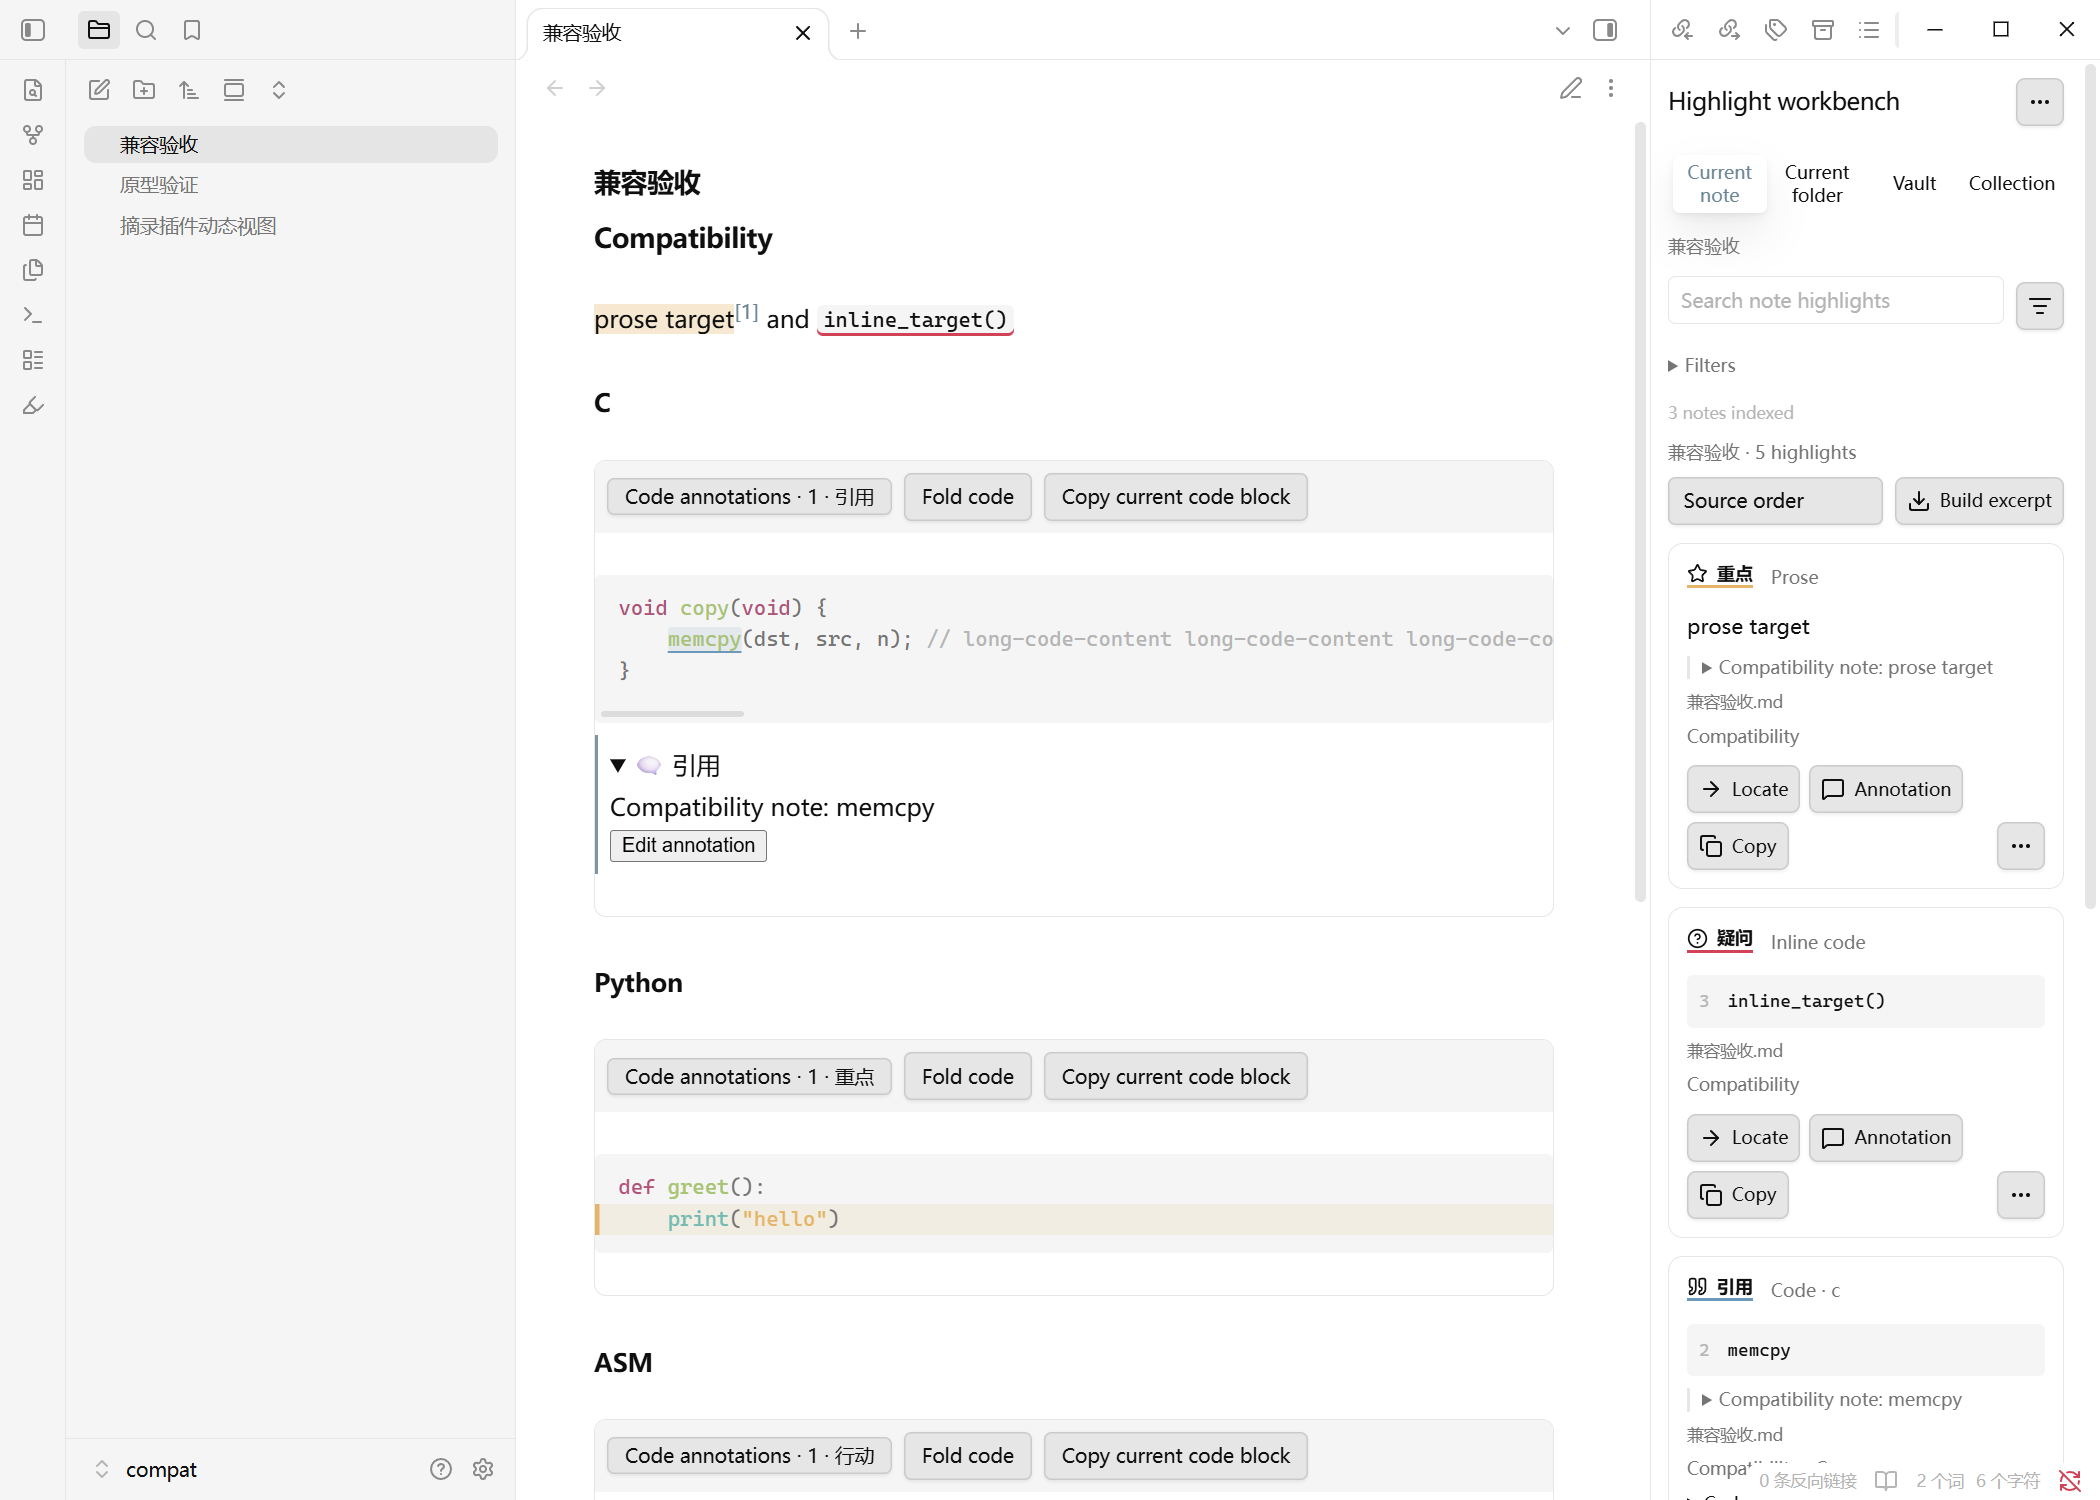 兼容验收
兼容验收
原型验证
摘录插件动态视图
compat
兼容验收
Compatibility
prose target[1] and inline_target()
C
Code annotations · 1 · 引用
Fold code
Copy current code block
void copy(void) {
memcpy(dst, src, n); // long-code-content long-code-content long-code-co
}
引用
Compatibility note: memcpy
Edit annotation
Python
Code annotations · 1 · 重点
Fold code
Copy current code block
def greet():
print("hello")
ASM
Code annotations · 1 · 行动
Fold code
Copy current code block
Highlight workbench
Current note
Current folder
Vault
Collection
兼容验收
Search note highlights
Filters
3 notes indexed
兼容验收 · 5 highlights
Source order
Build excerpt
重点 Prose
prose target
Compatibility note: prose target
兼容验收.md
Compatibility
Locate
Annotation
Copy
疑问 Inline code
3 inline_target()
兼容验收.md
Compatibility
Locate
Annotation
Copy
引用 Code · c
2 memcpy
Compatibility note: memcpy
兼容验收.md
0 条反向链接
2 个词 6 个字符